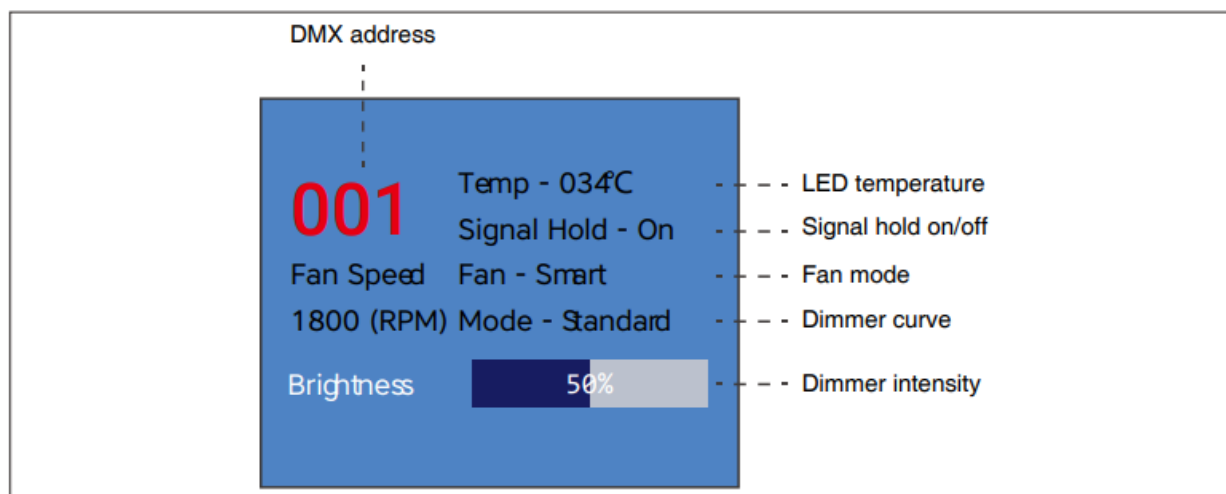 DMX address
001
Temp - 034℃
LED temperature
Signal Hold - On
Signal hold on/off
Fan Speed
Fan - Smart
Fan mode
1800 (RPM)
Mode - Standard
Dimmer curve
Brightness
50%
Dimmer intensity